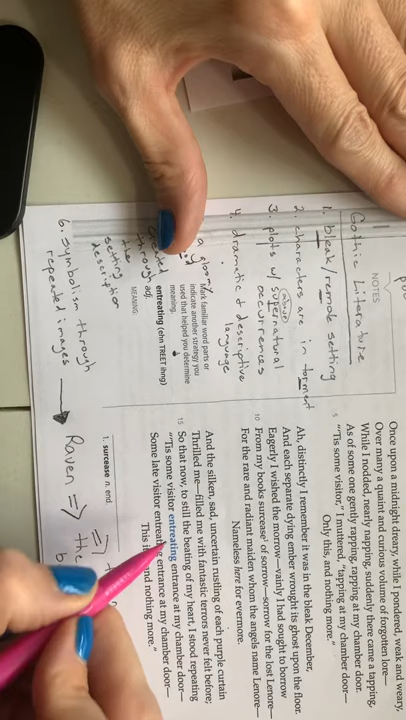 NOTES
Gothic Literature
1. bleak/remote setting
2. characters are in torment
3. plots w/ supernatural
(above)
occurrences
4. dramatic & descriptive
language
a gloomy
created
through
the
setting
description
6. symbolism through
repeated images
Raven =>
the
=>
Mark familiar word parts or
indicate another strategy you
used that helped you determine
meaning.
entreating (ehn TREET ihng)
adj.
MEANING:
Once upon a midnight dreary, while I pondered, weak and weary,
Over many a quaint and curious volume of forgotten lore—
While I nodded, nearly napping, suddenly there came a tapping,
As of some one gently rapping, rapping at my chamber door.
5 "'Tis some visitor," I muttered, "tapping at my chamber door—
Only this, and nothing more."
Ah, distinctly I remember it was in the bleak December,
And each separate dying ember wrought its ghost upon the floor.
Eagerly I wished the morrow—vainly I had sought to borrow
10 From my books surcease¹ of sorrow—sorrow for the lost Lenore—
For the rare and radiant maiden whom the angels name Lenore—
Nameless here for evermore.
And the silken, sad, uncertain rustling of each purple curtain
Thrilled me—filled me with fantastic terrors never felt before;
15 So that now, to still the beating of my heart, I stood repeating
"'Tis some visitor entreating entrance at my chamber door—
Some late visitor entreating entrance at my chamber door—
This it and nothing more."
1. surcease n. end.